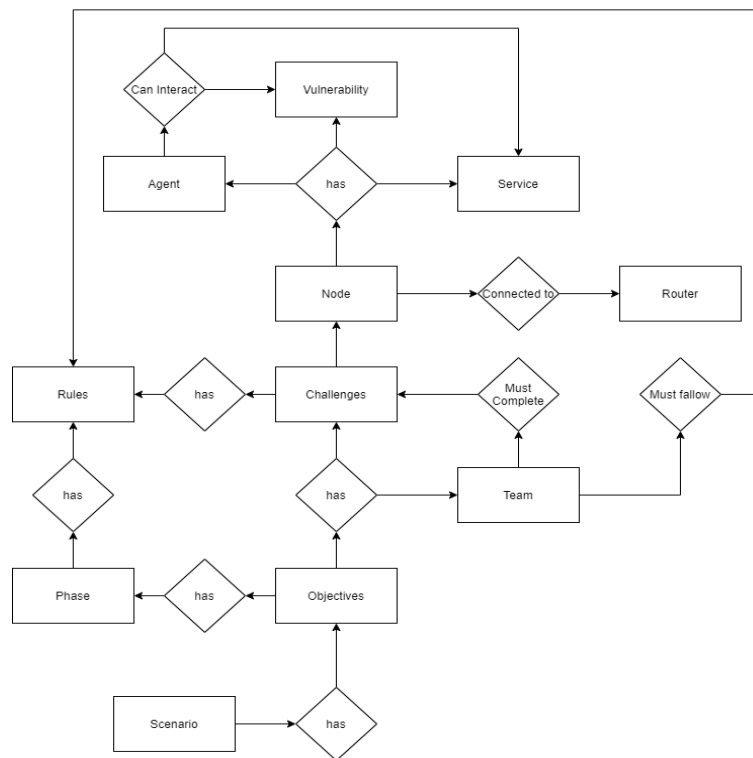 Can Interact
Vulnerability
Agent
has
Service
Node
Connected to
Router
Rules
has
Challenges
Must
Complete
Must fallow
has
has
Team
Phase
has
Objectives
Scenario
has